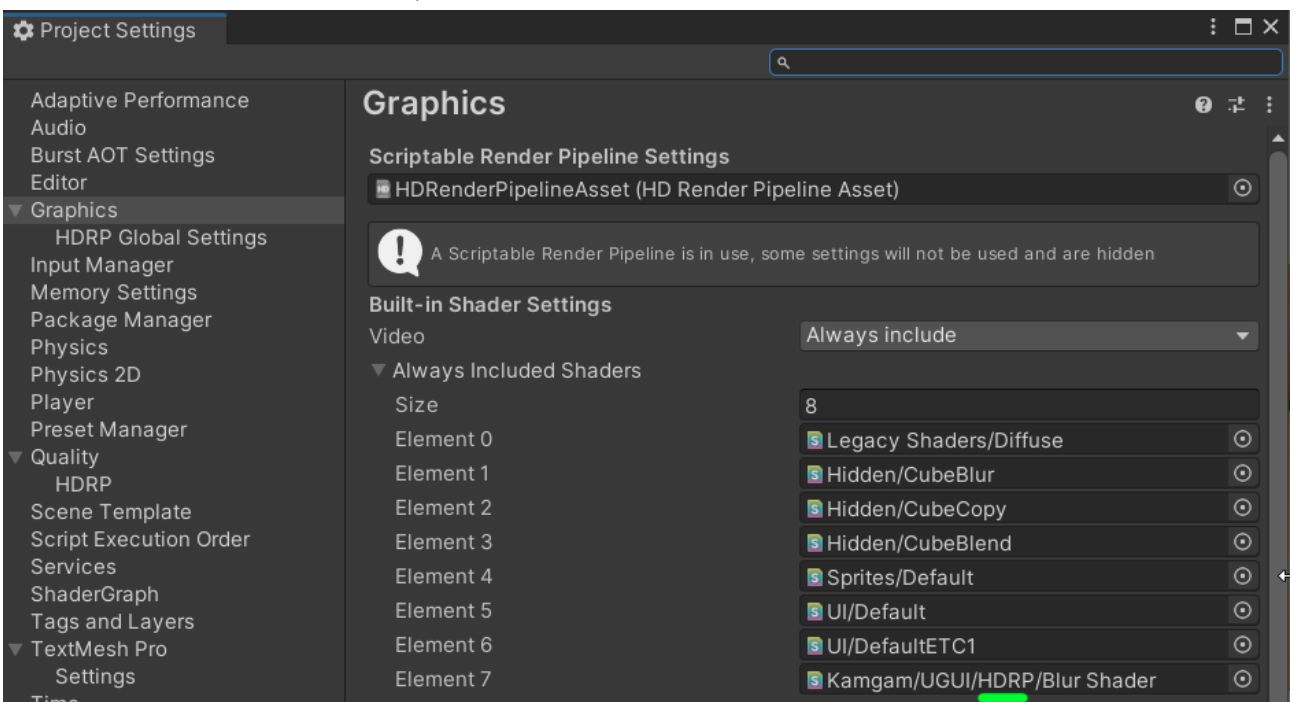 Project Settings
Adaptive Performance
Audio
Burst AOT Settings
Editor
Graphics
HDRP Global Settings
Input Manager
Memory Settings
Package Manager
Physics
Physics 2D
Player
Preset Manager
Quality
HDRP
Scene Template
Script Execution Order
Services
ShaderGraph
Tags and Layers
TextMesh Pro
Settings
Time
Graphics
Scriptable Render Pipeline Settings
HDRenderPipelineAsset (HD Render Pipeline Asset)
A Scriptable Render Pipeline is in use, some settings will not be used and are hidden
Built-in Shader Settings
Video Always include
Always Included Shaders
Size 8
Element 0 Legacy Shaders/Diffuse
Element 1 Hidden/CubeBlur
Element 2 Hidden/CubeCopy
Element 3 Hidden/CubeBlend
Element 4 Sprites/Default
Element 5 UI/Default
Element 6 UI/DefaultETC1
Element 7 Kamgam/UGUI/HDRP/Blur Shader